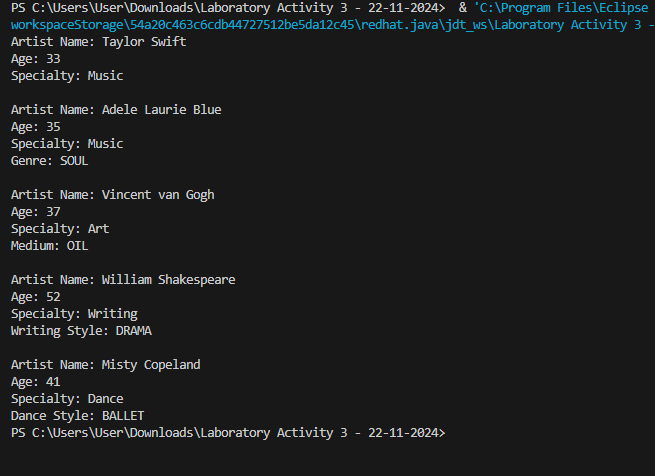 PS C:\Users\User\Downloads\Laboratory Activity 3 - 22-11-2024>  & 'C:\Program Files\Eclipse
workspaceStorage\54a20c463c6cdb44727512be5da12c45\redhat.java\jdt_ws\Laboratory Activity 3 -
Artist Name: Taylor Swift
Age: 33
Specialty: Music

Artist Name: Adele Laurie Blue
Age: 35
Specialty: Music
Genre: SOUL

Artist Name: Vincent van Gogh
Age: 37
Specialty: Art
Medium: OIL

Artist Name: William Shakespeare
Age: 52
Specialty: Writing
Writing Style: DRAMA

Artist Name: Misty Copeland
Age: 41
Specialty: Dance
Dance Style: BALLET
PS C:\Users\User\Downloads\Laboratory Activity 3 - 22-11-2024>